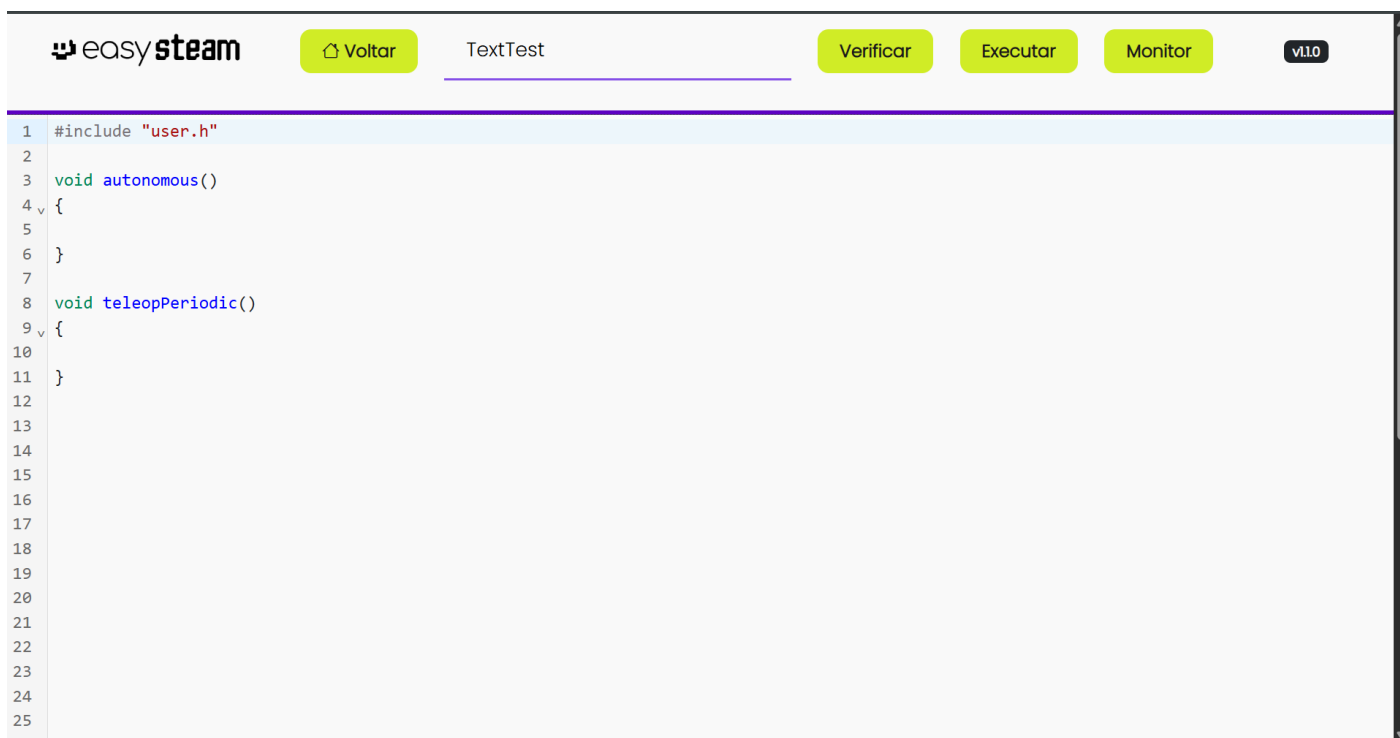 easysteam
Voltar
TextTest
Verificar
Executar
Monitor
v1.1.0
1 #include "user.h"
2
3 void autonomous()
4 {
5
6 }
7
8 void teleopPeriodic()
9 {
10
11 }
12
13
14
15
16
17
18
19
20
21
22
23
24
25